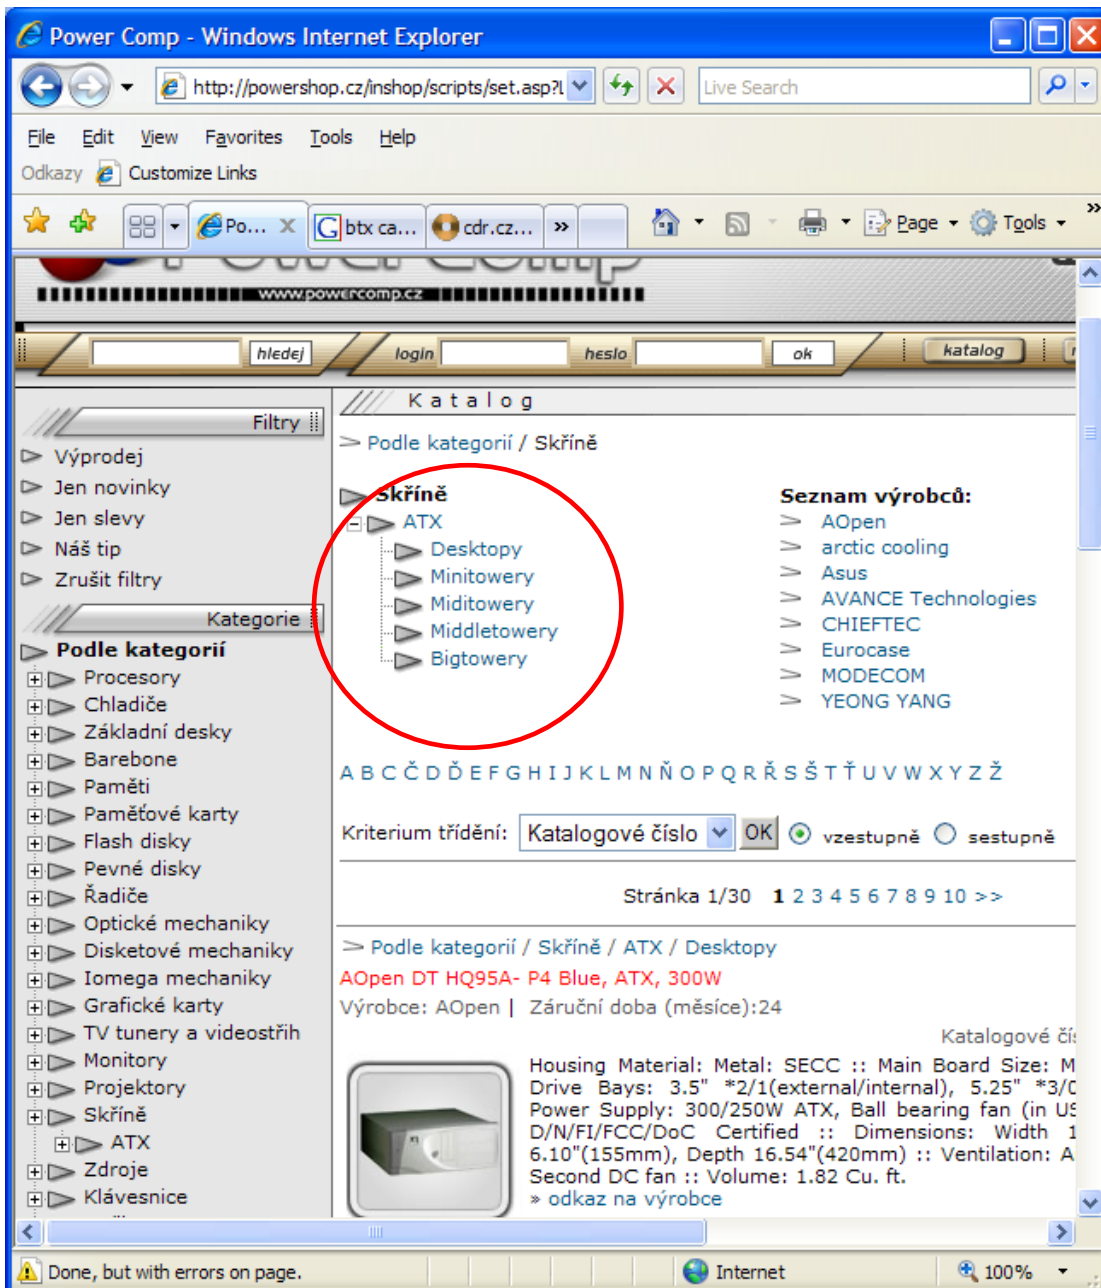 Power Comp - Windows Internet Explorer
http://powershop.cz/inshop/scripts/set.asp?l
Live Search
File Edit View Favorites Tools Help
Odkazy Customize Links
Po... X btx ca... cdr.cz... » Page Tools »
Power Comp
www.powercomp.cz
hledej login heslo ok katalog
Filtry
Výprodej
Jen novinky
Jen slevy
Náš tip
Zrušit filtry
Kategorie
Podle kategorií
Procesory
Chladiče
Základní desky
Barebone
Paměti
Paměťové karty
Flash disky
Pevné disky
Řadiče
Optické mechaniky
Disketové mechaniky
Iomega mechaniky
Grafické karty
TV tunery a videostřih
Monitory
Projektory
Skříně
ATX
Zdroje
Klávesnice
Katalog
> Podle kategorií / Skříně
Skříně
ATX
Desktopy
Minitowery
Miditowery
Middletowery
Bigtowery
Seznam výrobců:
> AOpen
> arctic cooling
> Asus
> AVANCE Technologies
> CHIEFTEC
> Eurocase
> MODECOM
> YEONG YANG
A B C Č D Ď E F G H I J K L M N Ň O P Q R Ř S Š T Ť U V W X Y Z Ž
Kriterium třídění: Katalogové číslo OK vzestupně sestupně
Stránka 1/30 1 2 3 4 5 6 7 8 9 10 >>
> Podle kategorií / Skříně / ATX / Desktopy
AOpen DT HQ95A- P4 Blue, ATX, 300W
Výrobce: AOpen | Záruční doba (měsíce):24
Katalogové čís
Housing Material: Metal: SECC :: Main Board Size: M
Drive Bays: 3.5" *2/1(external/internal), 5.25" *3/0
Power Supply: 300/250W ATX, Ball bearing fan (in US
D/N/FI/FCC/DoC Certified :: Dimensions: Width 1
6.10"(155mm), Depth 16.54"(420mm) :: Ventilation: A
Second DC fan :: Volume: 1.82 Cu. ft.
» odkaz na výrobce
Done, but with errors on page. Internet 100%